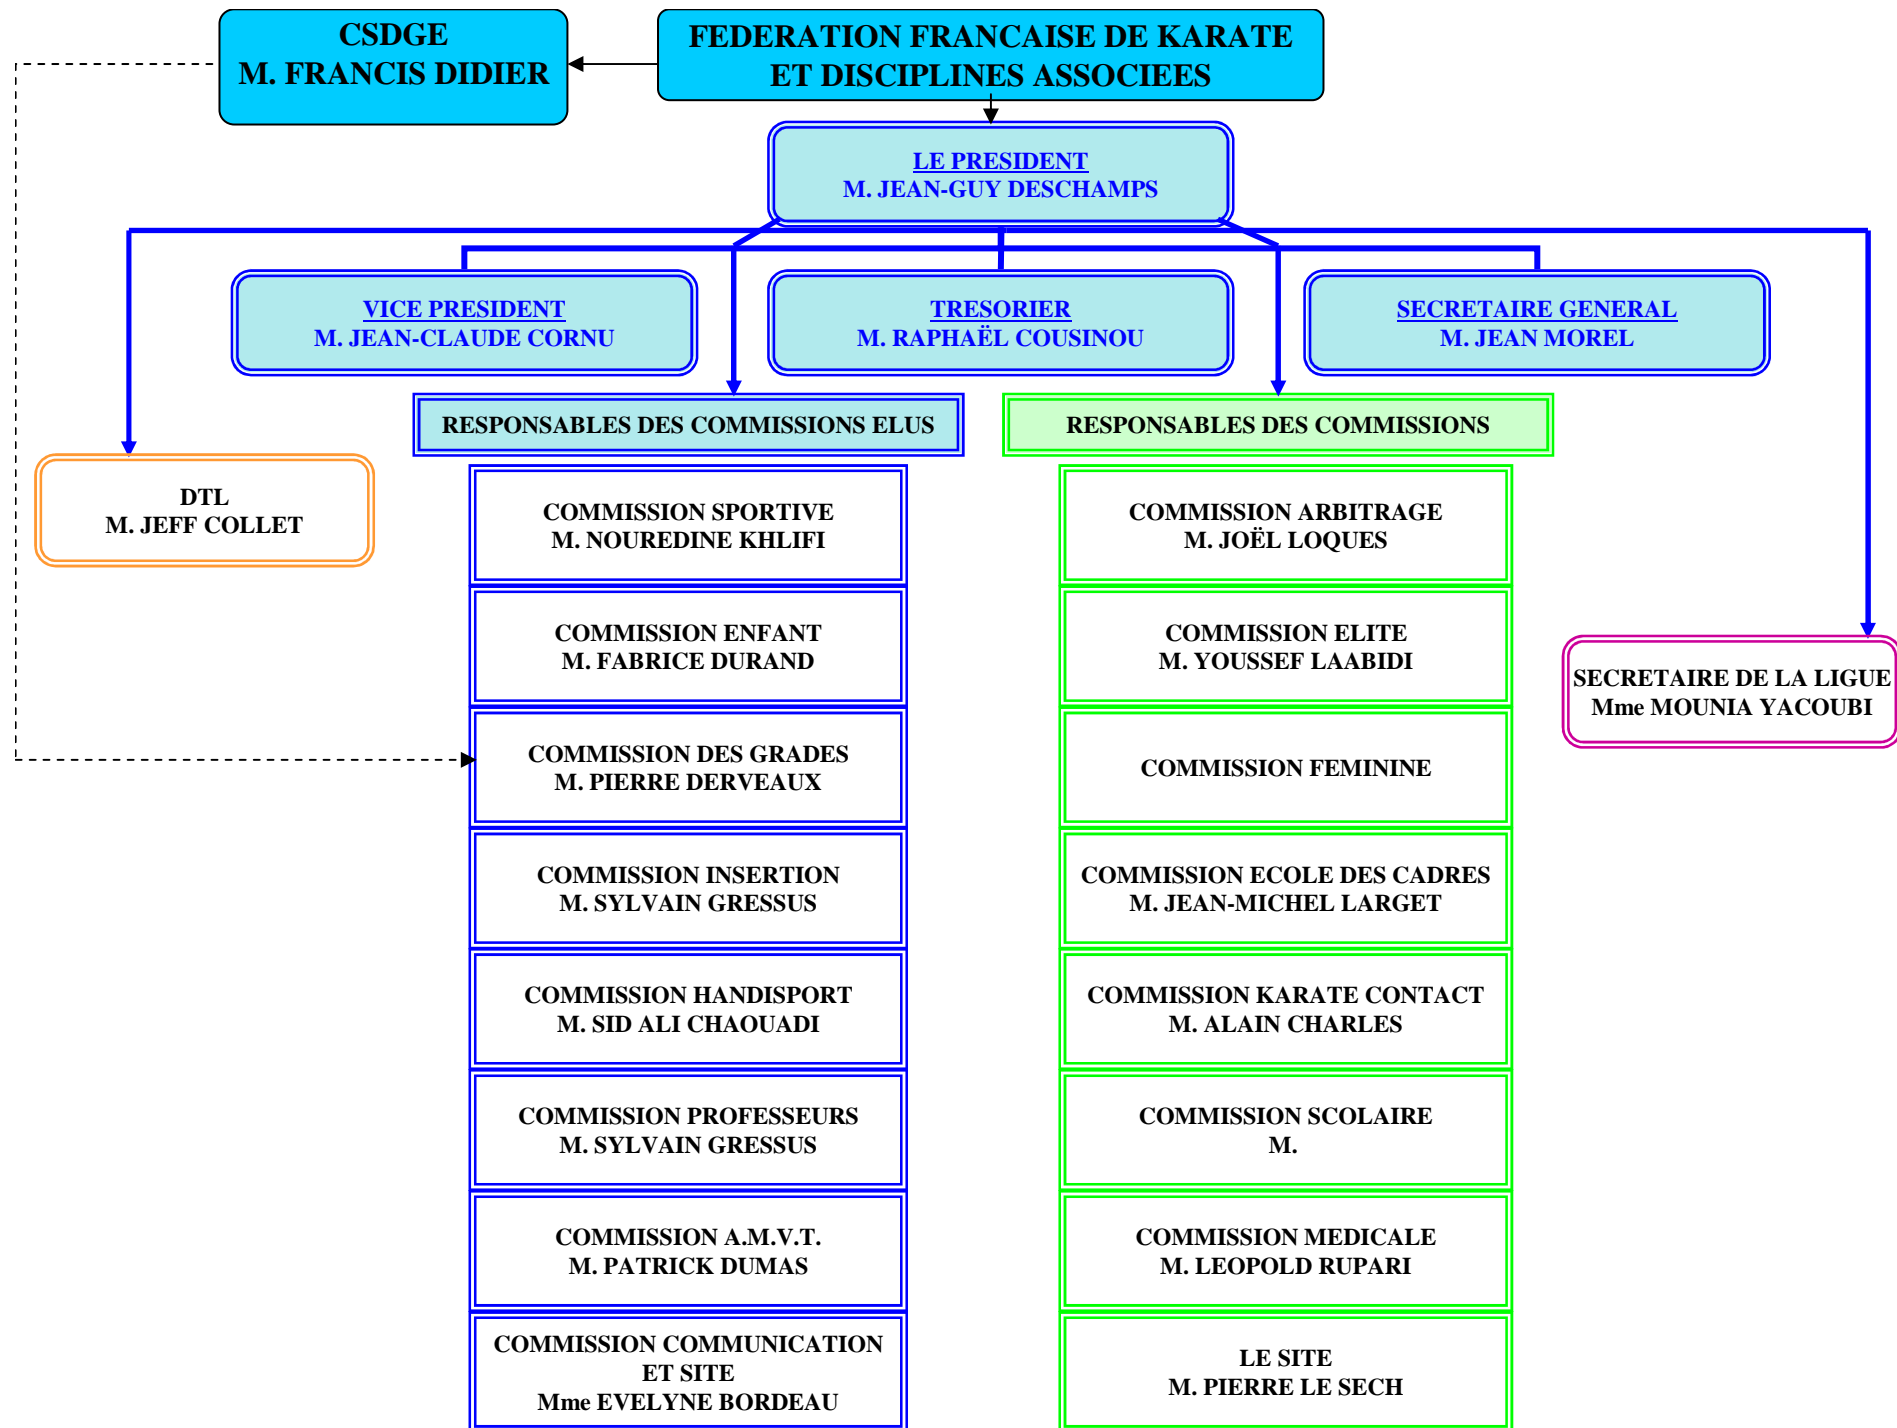 CSDGE
M. FRANCIS DIDIER
FEDERATION FRANCAISE DE KARATE
ET DISCIPLINES ASSOCIEES
LE PRESIDENT
M. JEAN-GUY DESCHAMPS
VICE PRESIDENT
M. JEAN-CLAUDE CORNU
TRESORIER
M. RAPHAËL COUSINOU
SECRETAIRE GENERAL
M. JEAN MOREL
RESPONSABLES DES COMMISSIONS ELUS
RESPONSABLES DES COMMISSIONS
DTL
M. JEFF COLLET
COMMISSION SPORTIVE
M. NOUREDINE KHLIFI
COMMISSION ENFANT
M. FABRICE DURAND
COMMISSION DES GRADES
M. PIERRE DERVEAUX
COMMISSION INSERTION
M. SYLVAIN GRESSUS
COMMISSION HANDISPORT
M. SID ALI CHAOUADI
COMMISSION PROFESSEURS
M. SYLVAIN GRESSUS
COMMISSION A.M.V.T.
M. PATRICK DUMAS
COMMISSION COMMUNICATION
ET SITE
Mme EVELYNE BORDEAU
COMMISSION ARBITRAGE
M. JOËL LOQUES
COMMISSION ELITE
M. YOUSSEF LAABIDI
COMMISSION FEMININE
COMMISSION ECOLE DES CADRES
M. JEAN-MICHEL LARGET
COMMISSION KARATE CONTACT
M. ALAIN CHARLES
COMMISSION SCOLAIRE
M.
COMMISSION MEDICALE
M. LEOPOLD RUPARI
LE SITE
M. PIERRE LE SECH
SECRETAIRE DE LA LIGUE
Mme MOUNIA YACOUBI